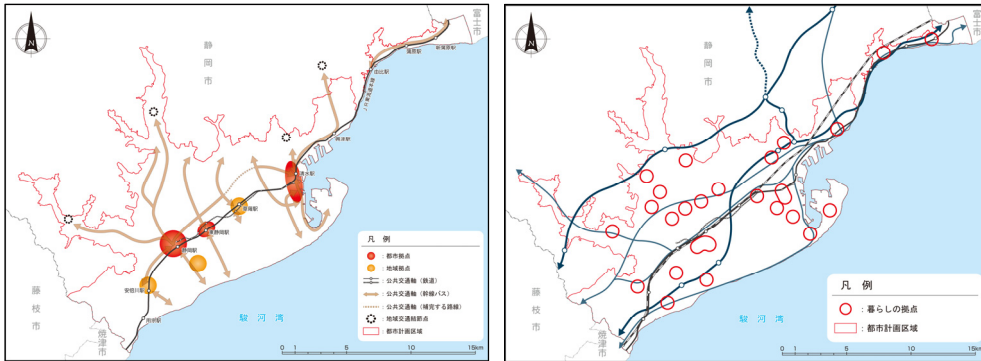 富士市
静岡市
N
蒲原駅
新蒲原駅
由比駅
興津駅
清水駅
草薙駅
東静岡駅
静岡駅
安倍川駅
用宗駅
藤枝市
焼津市
駿河湾
凡 例
：都市拠点
：地域拠点
：公共交通軸（鉄道）
：公共交通軸（幹線バス）
：公共交通軸（補完する路線）
：地域交通結節点
：都市計画区域
0 1 5 10 15km
富士市
静岡市
N
藤枝市
焼津市
駿河湾
凡 例
：暮らしの拠点
：都市計画区域
0 1 5 10 15km